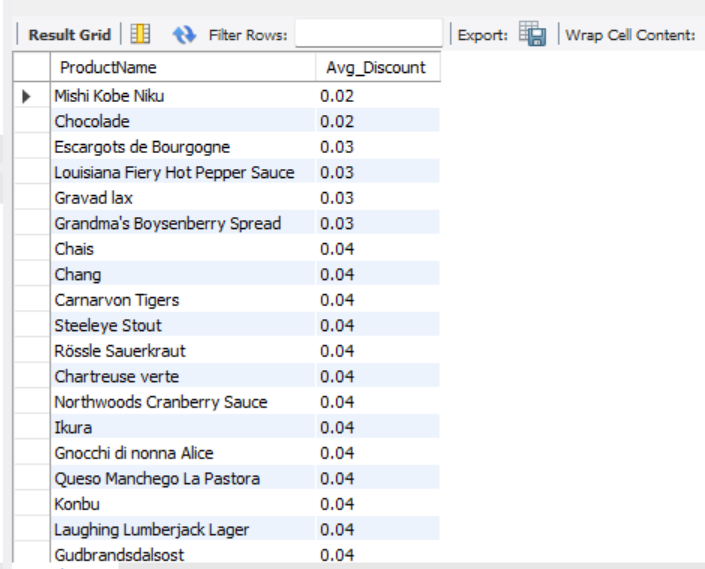 Result Grid Filter Rows: Export: Wrap Cell Content:
ProductName Avg_Discount
Mishi Kobe Niku 0.02
Chocolade 0.02
Escargots de Bourgogne 0.03
Louisiana Fiery Hot Pepper Sauce 0.03
Gravad lax 0.03
Grandma's Boysenberry Spread 0.03
Chais 0.04
Chang 0.04
Carnarvon Tigers 0.04
Steeleye Stout 0.04
Rössle Sauerkraut 0.04
Chartreuse verte 0.04
Northwoods Cranberry Sauce 0.04
Ikura 0.04
Gnocchi di nonna Alice 0.04
Queso Manchego La Pastora 0.04
Konbu 0.04
Laughing Lumberjack Lager 0.04
Gudbrandsdalsost 0.04